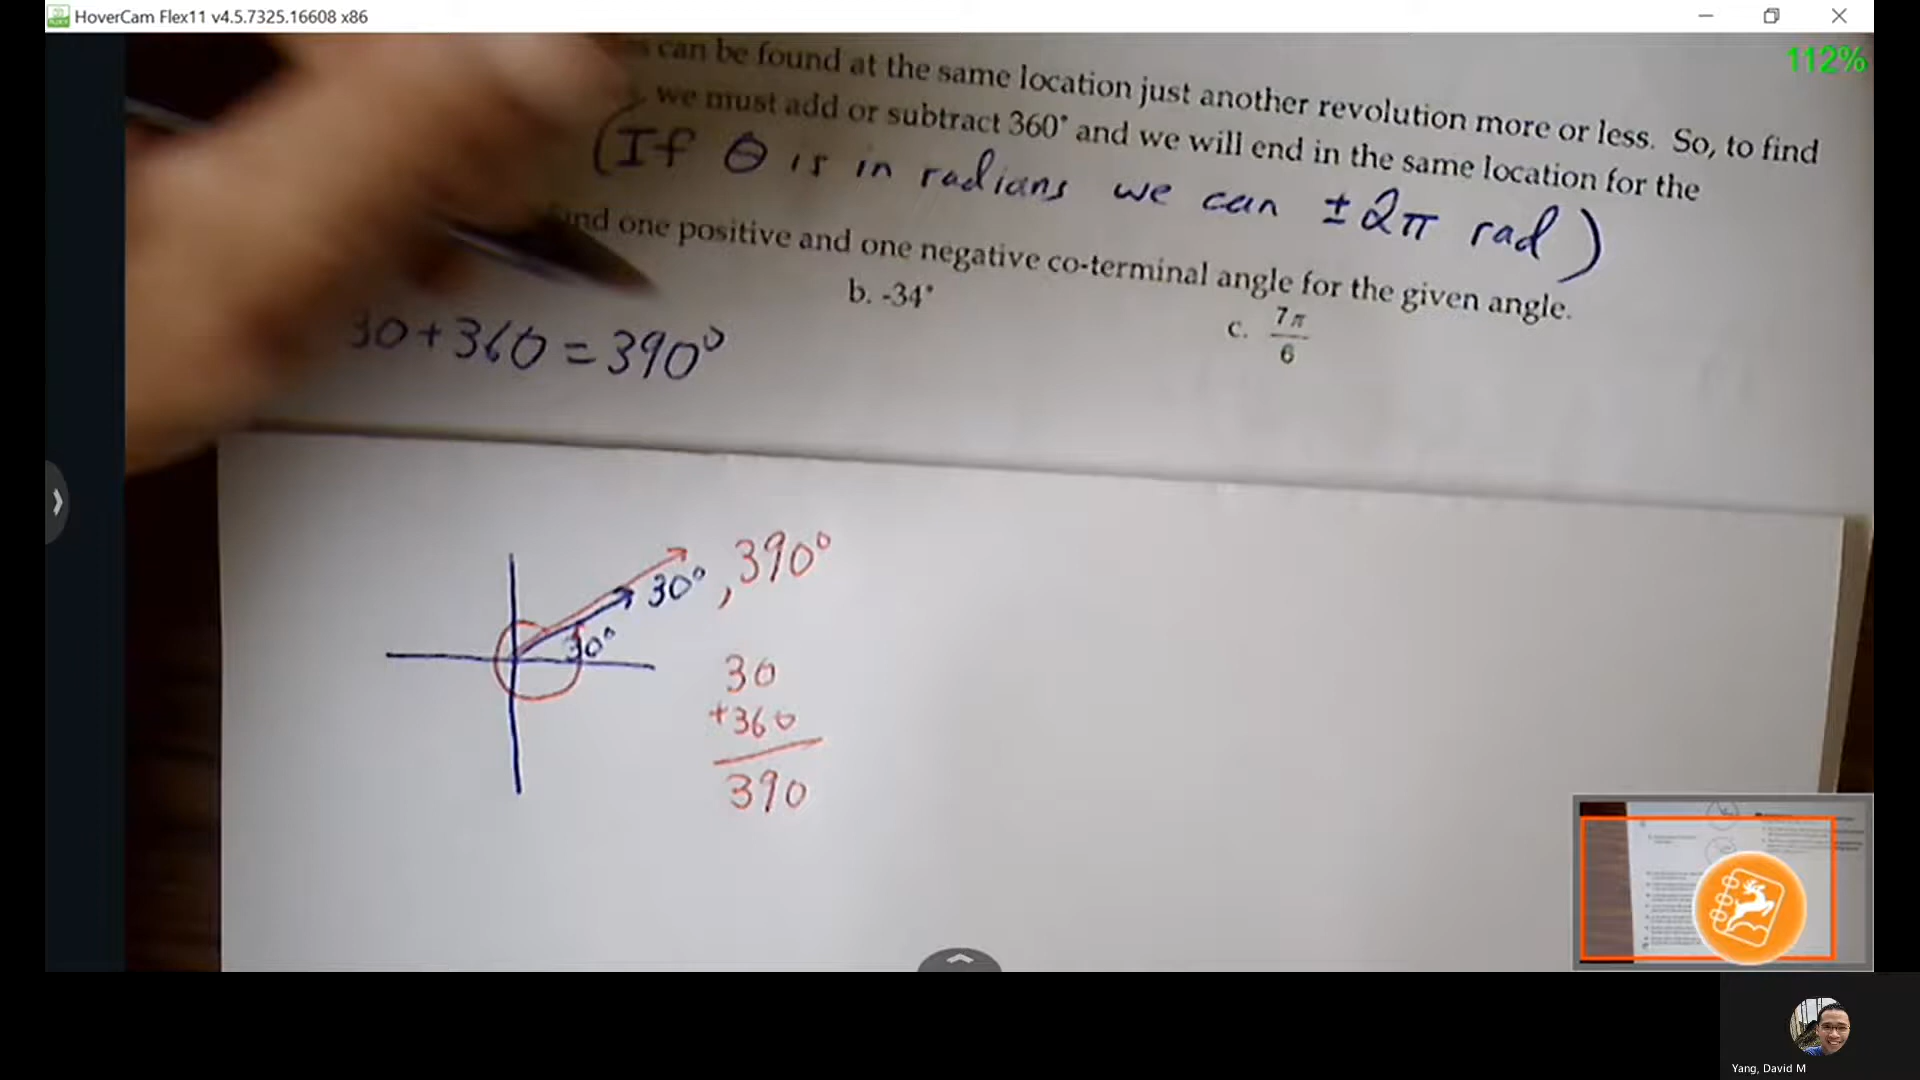 HoverCam Flex11 v4.5.7325.16608 x86
112%
can be found at the same location just another revolution more or less. So, to find
we must add or subtract 360° and we will end in the same location for the
(If θ is in radians we can ±2π rad)
one positive and one negative co-terminal angle for the given angle.
b. -34°
c. 7π/6
30+360=390°
30°, 390°
30°
30
+360
390
Yang, David M